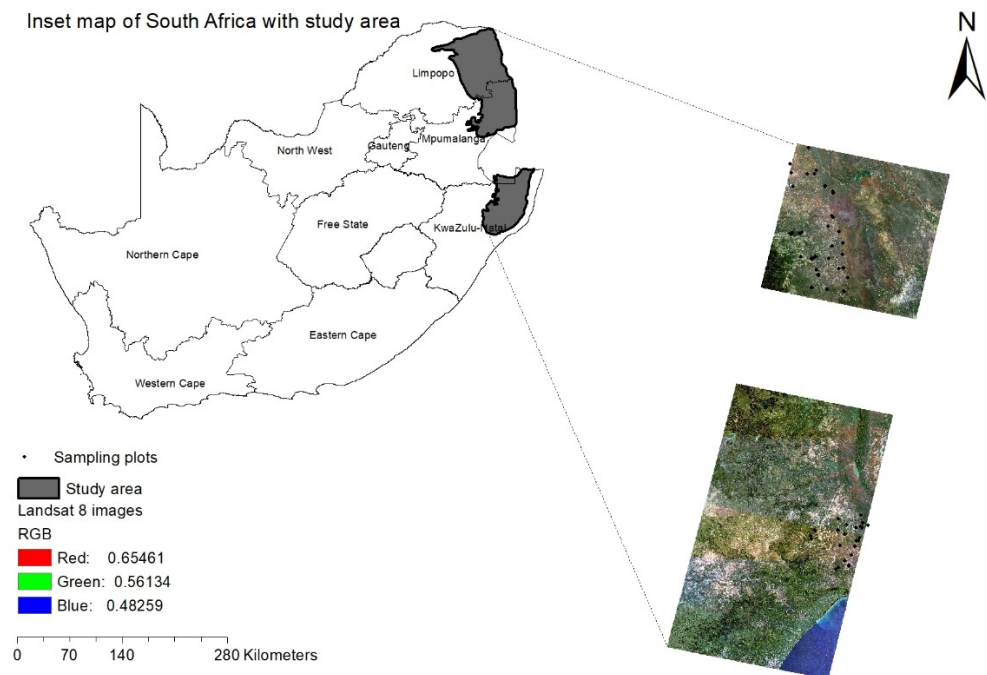 Inset map of South Africa with study area
N
Limpopo
North West
Gauteng
Mpumalanga
Free State
KwaZulu-Natal
Northern Cape
Eastern Cape
Western Cape
Sampling plots
Study area
Landsat 8 images
RGB
Red: 0.65461
Green: 0.56134
Blue: 0.48259
0 70 140 280 Kilometers